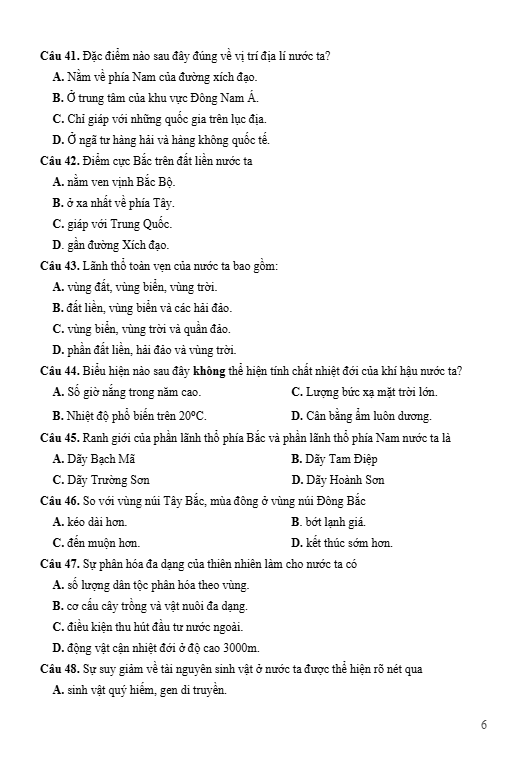 Câu 41. Đặc điểm nào sau đây đúng về vị trí địa lí nước ta?
A. Nằm về phía Nam của đường xích đạo.
B. Ở trung tâm của khu vực Đông Nam Á.
C. Chỉ giáp với những quốc gia trên lục địa.
D. Ở ngã tư hàng hải và hàng không quốc tế.
Câu 42. Điểm cực Bắc trên đất liền nước ta
A. nằm ven vịnh Bắc Bộ.
B. ở xa nhất về phía Tây.
C. giáp với Trung Quốc.
D. gần đường Xích đạo.
Câu 43. Lãnh thổ toàn vẹn của nước ta bao gồm:
A. vùng đất, vùng biển, vùng trời.
B. đất liền, vùng biển và các hải đảo.
C. vùng biển, vùng trời và quần đảo.
D. phần đất liền, hải đảo và vùng trời.
Câu 44. Biểu hiện nào sau đây không thể hiện tính chất nhiệt đới của khí hậu nước ta?
A. Số giờ nắng trong năm cao. C. Lượng bức xạ mặt trời lớn.
B. Nhiệt độ phổ biến trên 20°C. D. Cân bằng ẩm luôn dương.
Câu 45. Ranh giới của phần lãnh thổ phía Bắc và phần lãnh thổ phía Nam nước ta là
A. Dãy Bạch Mã B. Dãy Tam Điệp
C. Dãy Trường Sơn D. Dãy Hoành Sơn
Câu 46. So với vùng núi Tây Bắc, mùa đông ở vùng núi Đông Bắc
A. kéo dài hơn. B. bớt lạnh giá.
C. đến muộn hơn. D. kết thúc sớm hơn.
Câu 47. Sự phân hóa đa dạng của thiên nhiên làm cho nước ta có
A. số lượng dân tộc phân hóa theo vùng.
B. cơ cấu cây trồng và vật nuôi đa dạng.
C. điều kiện thu hút đầu tư nước ngoài.
D. động vật cận nhiệt đới ở độ cao 3000m.
Câu 48. Sự suy giảm về tài nguyên sinh vật ở nước ta được thể hiện rõ nét qua
A. sinh vật quý hiếm, gen di truyền.
6